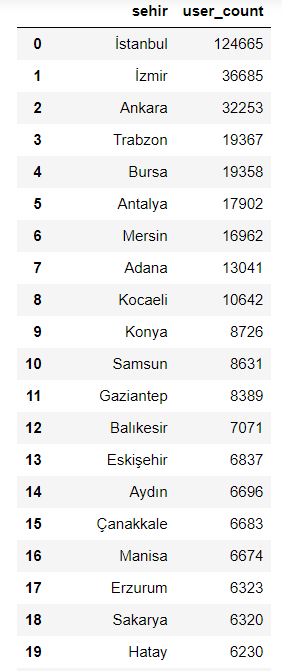 sehir user_count
0 İstanbul 124665
1 İzmir 36685
2 Ankara 32253
3 Trabzon 19367
4 Bursa 19358
5 Antalya 17902
6 Mersin 16962
7 Adana 13041
8 Kocaeli 10642
9 Konya 8726
10 Samsun 8631
11 Gaziantep 8389
12 Balıkesir 7071
13 Eskişehir 6837
14 Aydın 6696
15 Çanakkale 6683
16 Manisa 6674
17 Erzurum 6323
18 Sakarya 6320
19 Hatay 6230